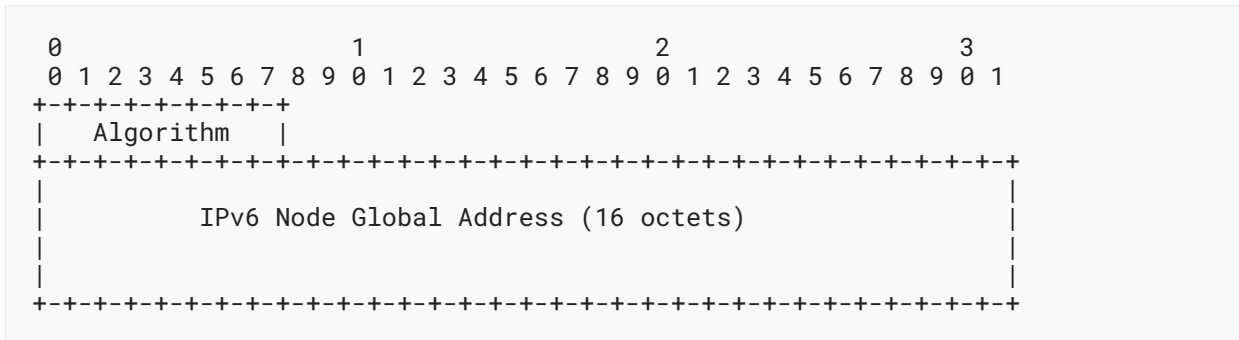 0                   1                   2                   3
 0 1 2 3 4 5 6 7 8 9 0 1 2 3 4 5 6 7 8 9 0 1 2 3 4 5 6 7 8 9 0 1
+-+-+-+-+-+-+-+-+
|   Algorithm   |
+-+-+-+-+-+-+-+-+-+-+-+-+-+-+-+-+-+-+-+-+-+-+-+-+-+-+-+-+-+-+-+-+
|                                                               |
|          IPv6 Node Global Address (16 octets)                 |
|                                                               |
|                                                               |
+-+-+-+-+-+-+-+-+-+-+-+-+-+-+-+-+-+-+-+-+-+-+-+-+-+-+-+-+-+-+-+-+